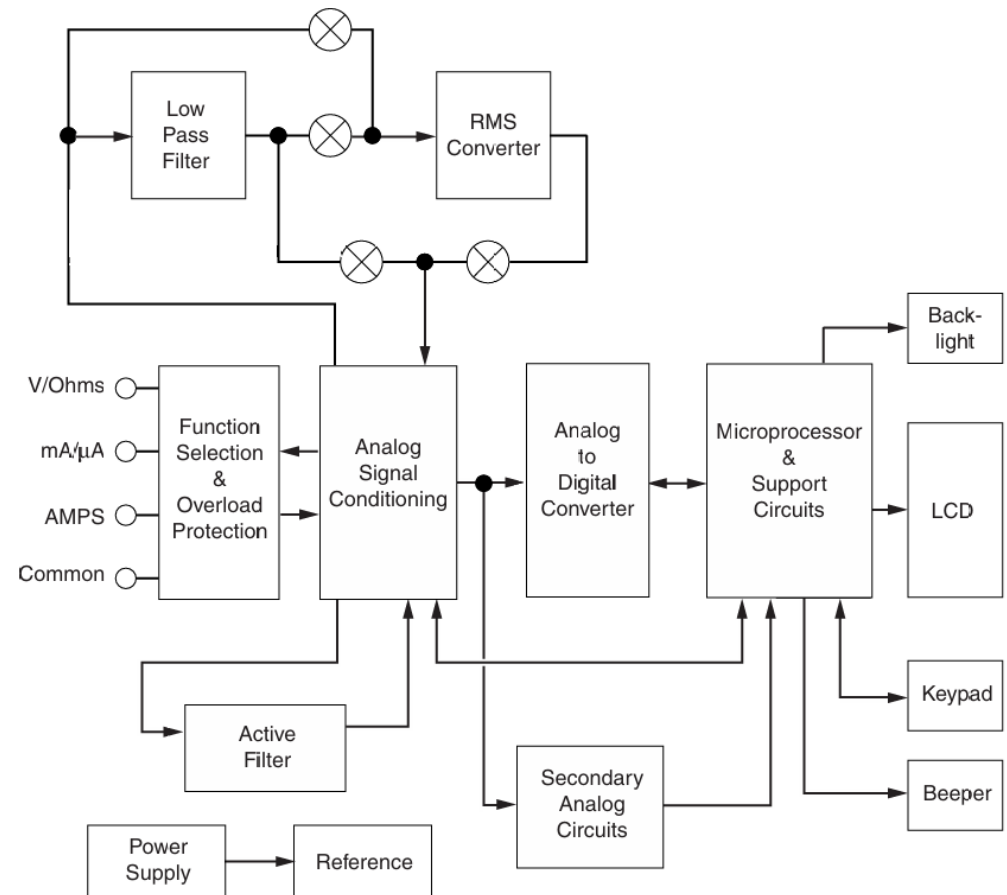 Low
Pass
Filter
RMS
Converter
Back-
light
V/Ohms
mA/μA
AMPS
Common
Function
Selection
&
Overload
Protection
Analog
Signal
Conditioning
Analog
to
Digital
Converter
Microprocessor
&
Support
Circuits
LCD
Keypad
Active
Filter
Secondary
Analog
Circuits
Beeper
Power
Supply
Reference